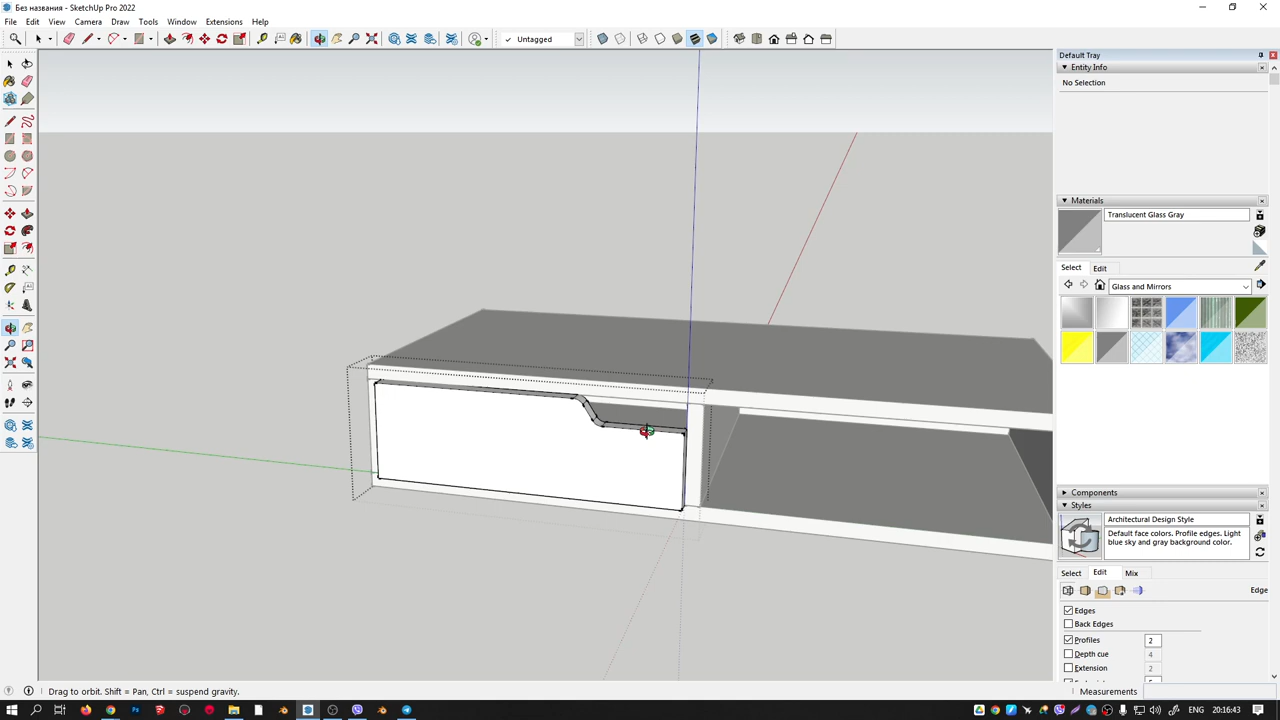 Без названия - SketchUp Pro 2022
File Edit View Camera Draw Tools Window Extensions Help
Untagged
Default Tray
Entity Info
No Selection
Materials
Translucent Glass Gray
Select Edit
Glass and Mirrors
Components
Styles
Architectural Design Style
Default face colors. Profile edges. Light
blue sky and gray background color.
Select Edit Mix
Edge
Edges
Back Edges
Profiles 2
Depth cue 4
Extension 2
Drag to orbit. Shift = Pan, Ctrl = suspend gravity.
Measurements
ENG 20:16:43